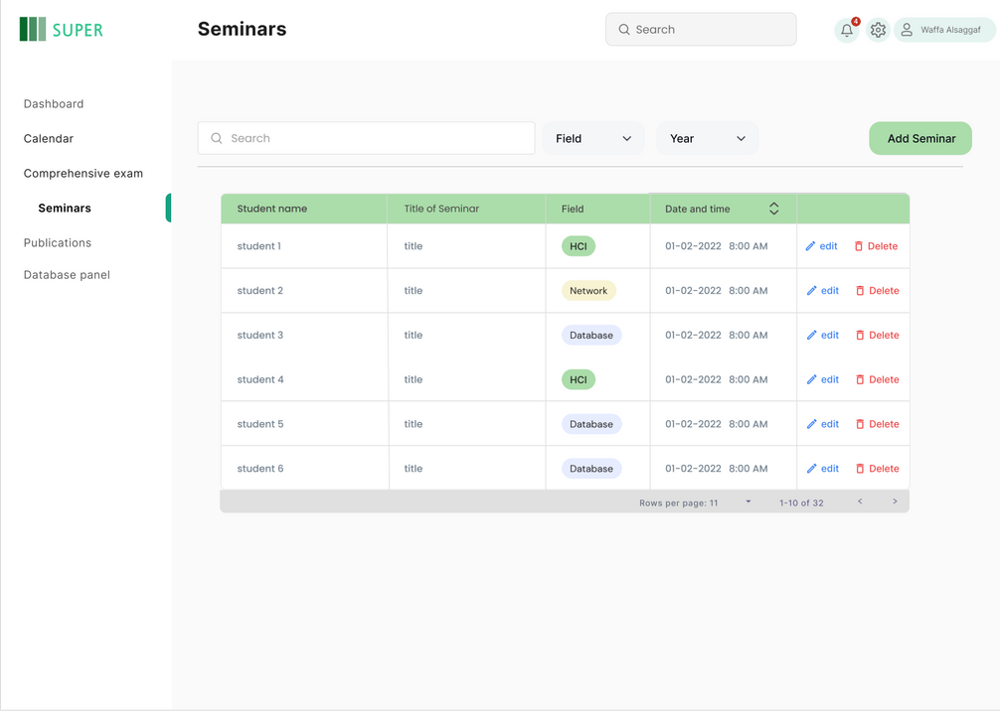 SUPER
Seminars
Search
4
Waffa Alsaggaf
Dashboard
Calendar
Comprehensive exam
Seminars
Publications
Database panel
Search
Field
Year
Add Seminar
Student name Title of Seminar Field Date and time
student 1 title HCI 01-02-2022 8:00 AM edit Delete
student 2 title Network 01-02-2022 8:00 AM edit Delete
student 3 title Database 01-02-2022 8:00 AM edit Delete
student 4 title HCI 01-02-2022 8:00 AM edit Delete
student 5 title Database 01-02-2022 8:00 AM edit Delete
student 6 title Database 01-02-2022 8:00 AM edit Delete
Rows per page: 11 1-10 of 32